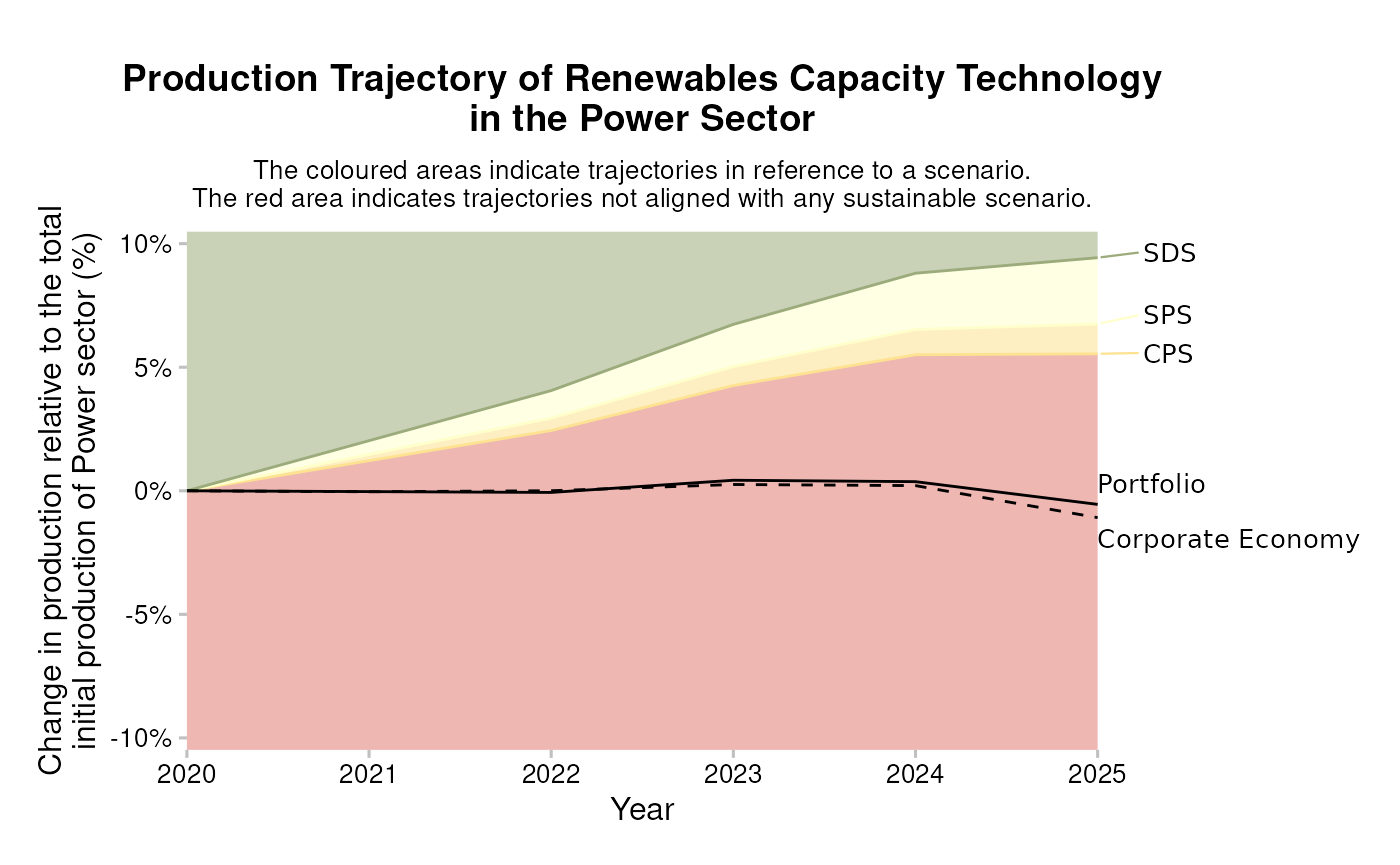 Production Trajectory of Renewables Capacity Technology
in the Power Sector
The coloured areas indicate trajectories in reference to a scenario.
The red area indicates trajectories not aligned with any sustainable scenario.
Change in production relative to the total
initial production of Power sector (%)
10%
5%
0%
-5%
-10%
SDS
SPS
CPS
Portfolio
Corporate Economy
2020
2021
2022
2023
2024
2025
Year